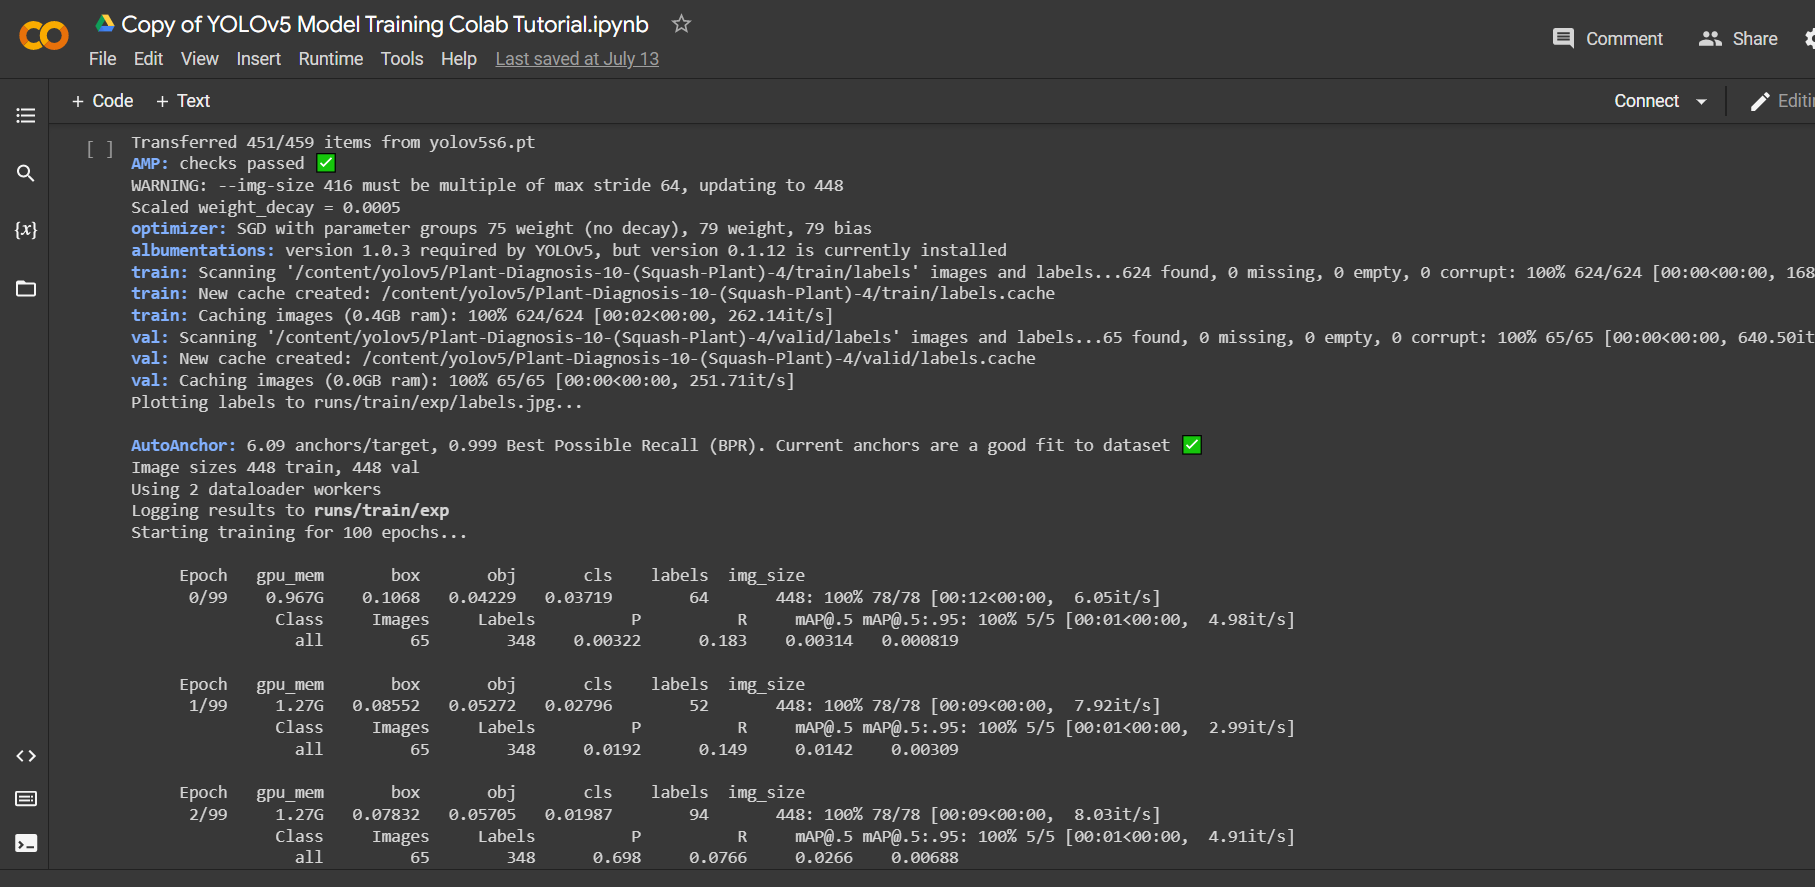 Copy of YOLOv5 Model Training Colab Tutorial.ipynb
Comment Share
File Edit View Insert Runtime Tools Help Last saved at July 13
+ Code + Text Connect Editin
[ ] Transferred 451/459 items from yolov5s6.pt
AMP: checks passed ✅
WARNING: --img-size 416 must be multiple of max stride 64, updating to 448
Scaled weight_decay = 0.0005
optimizer: SGD with parameter groups 75 weight (no decay), 79 weight, 79 bias
albumentations: version 1.0.3 required by YOLOv5, but version 0.1.12 is currently installed
train: Scanning '/content/yolov5/Plant-Diagnosis-10-(Squash-Plant)-4/train/labels' images and labels...624 found, 0 missing, 0 empty, 0 corrupt: 100% 624/624 [00:00<00:00, 168
train: New cache created: /content/yolov5/Plant-Diagnosis-10-(Squash-Plant)-4/train/labels.cache
train: Caching images (0.4GB ram): 100% 624/624 [00:02<00:00, 262.14it/s]
val: Scanning '/content/yolov5/Plant-Diagnosis-10-(Squash-Plant)-4/valid/labels' images and labels...65 found, 0 missing, 0 empty, 0 corrupt: 100% 65/65 [00:00<00:00, 640.50it
val: New cache created: /content/yolov5/Plant-Diagnosis-10-(Squash-Plant)-4/valid/labels.cache
val: Caching images (0.0GB ram): 100% 65/65 [00:00<00:00, 251.71it/s]
Plotting labels to runs/train/exp/labels.jpg...
AutoAnchor: 6.09 anchors/target, 0.999 Best Possible Recall (BPR). Current anchors are a good fit to dataset ✅
Image sizes 448 train, 448 val
Using 2 dataloader workers
Logging results to runs/train/exp
Starting training for 100 epochs...
Epoch gpu_mem box obj cls labels img_size
0/99 0.967G 0.1068 0.04229 0.03719 64 448: 100% 78/78 [00:12<00:00, 6.05it/s]
Class Images Labels P R mAP@.5 mAP@.5:.95: 100% 5/5 [00:01<00:00, 4.98it/s]
all 65 348 0.00322 0.183 0.00314 0.000819
Epoch gpu_mem box obj cls labels img_size
1/99 1.27G 0.08552 0.05272 0.02796 52 448: 100% 78/78 [00:09<00:00, 7.92it/s]
Class Images Labels P R mAP@.5 mAP@.5:.95: 100% 5/5 [00:01<00:00, 2.99it/s]
all 65 348 0.0192 0.149 0.0142 0.00309
Epoch gpu_mem box obj cls labels img_size
2/99 1.27G 0.07832 0.05705 0.01987 94 448: 100% 78/78 [00:09<00:00, 8.03it/s]
Class Images Labels P R mAP@.5 mAP@.5:.95: 100% 5/5 [00:01<00:00, 4.91it/s]
all 65 348 0.698 0.0766 0.0266 0.00688